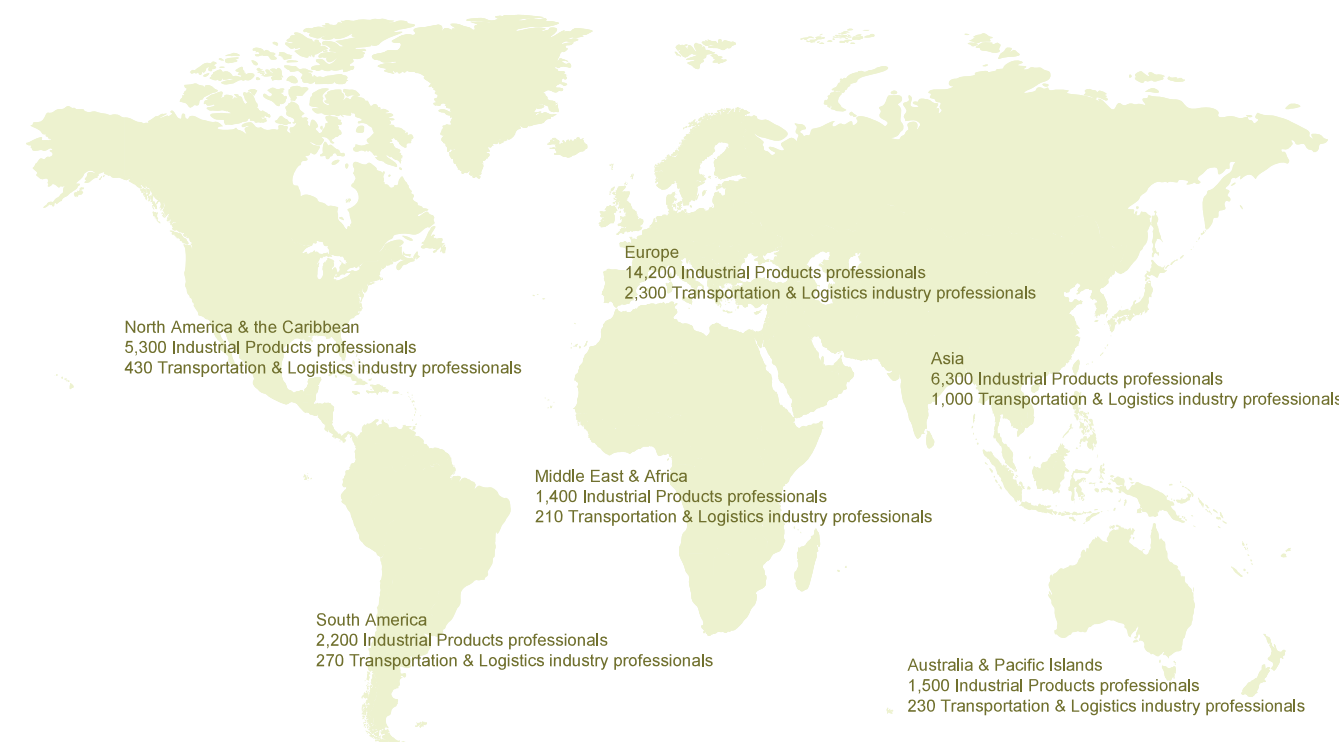 Europe
14,200 Industrial Products professionals
2,300 Transportation & Logistics industry professionals
North America & the Caribbean
5,300 Industrial Products professionals
430 Transportation & Logistics industry professionals
Asia
6,300 Industrial Products professionals
1,000 Transportation & Logistics industry professionals
Middle East & Africa
1,400 Industrial Products professionals
210 Transportation & Logistics industry professionals
South America
2,200 Industrial Products professionals
270 Transportation & Logistics industry professionals
Australia & Pacific Islands
1,500 Industrial Products professionals
230 Transportation & Logistics industry professionals